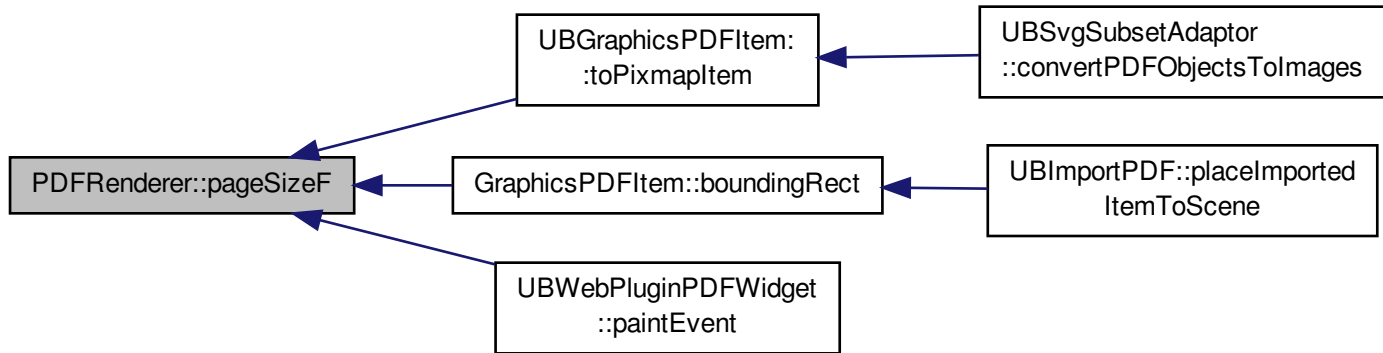 PDFRenderer::pageSizeF
UBGraphicsPDFItem:
:toPixmapItem
UBSvgSubsetAdaptor
::convertPDFObjectsToImages
GraphicsPDFItem::boundingRect
UBImportPDF::placeImported
ItemToScene
UBWebPluginPDFWidget
::paintEvent